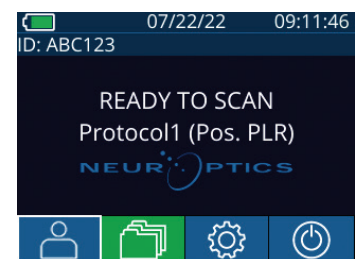 07/22/22 09:11:46
ID: ABC123
READY TO SCAN
Protocol1 (Pos. PLR)
NEUROPTICS